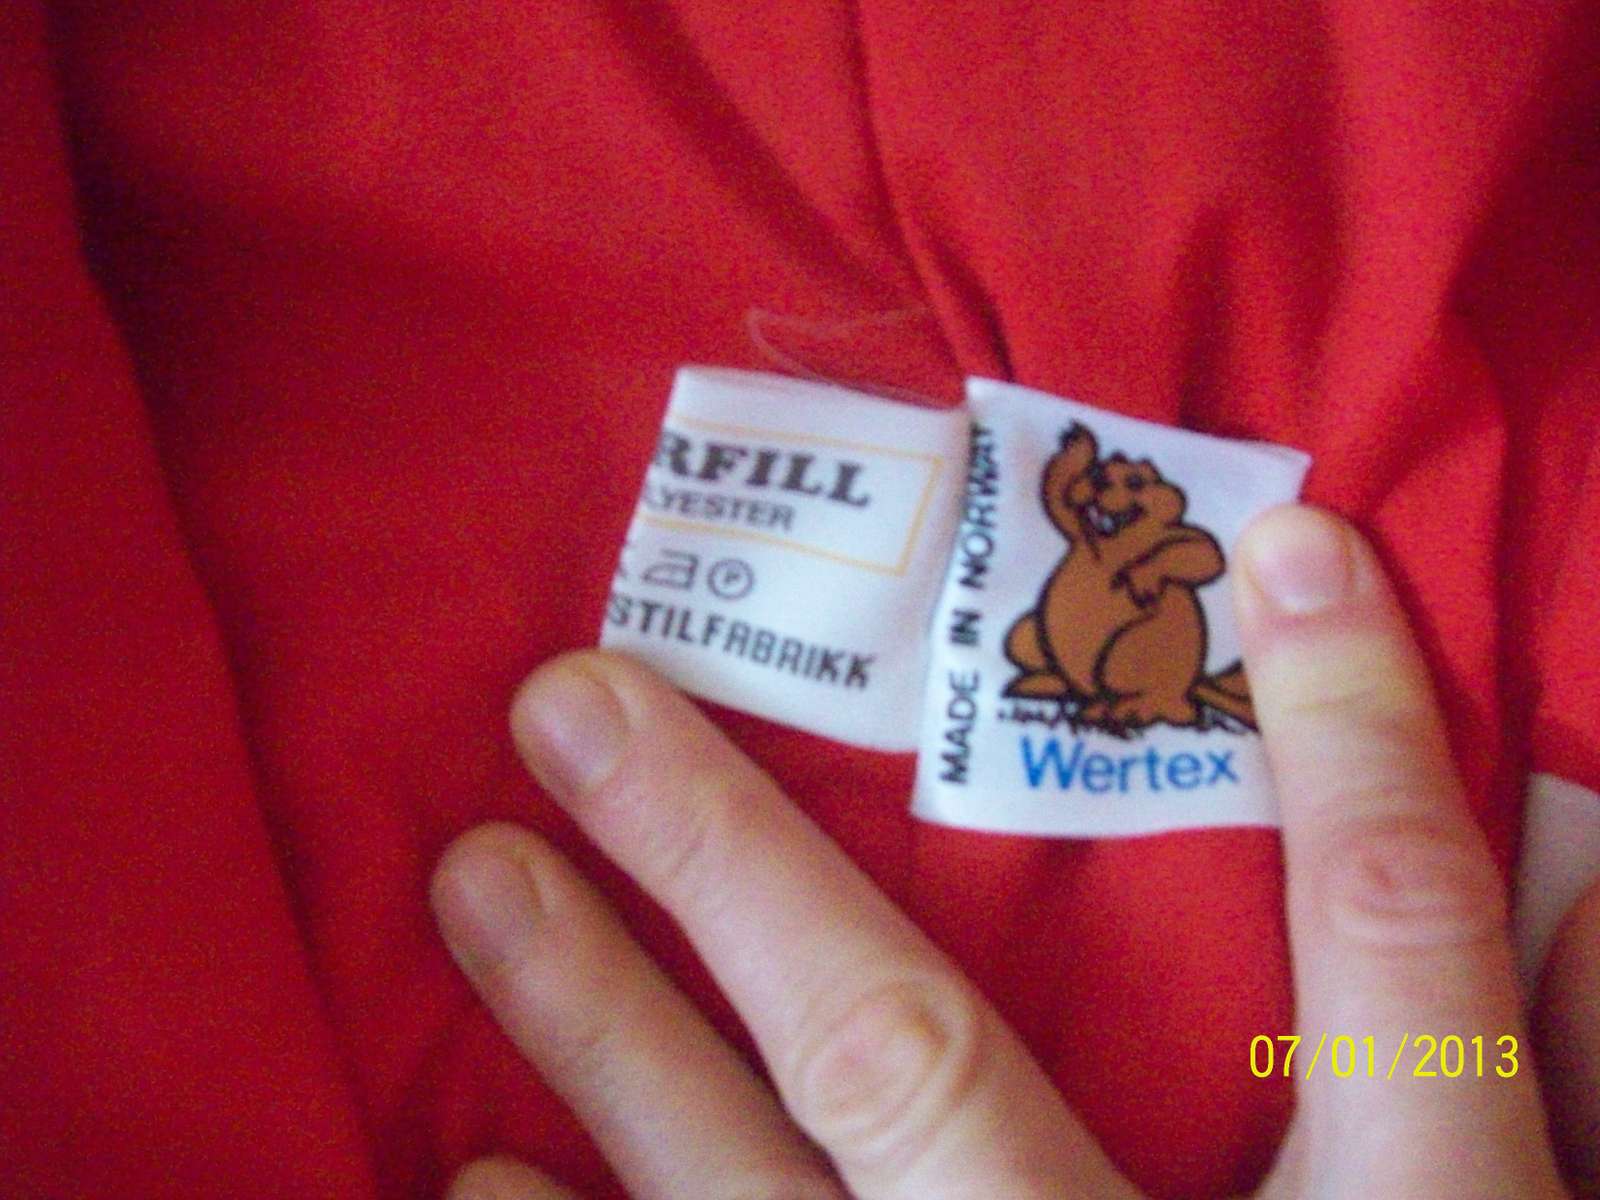 RFILL
LYESTER
P
STILFABRIKK
MADE IN NORWAY
Wertex
07/01/2013